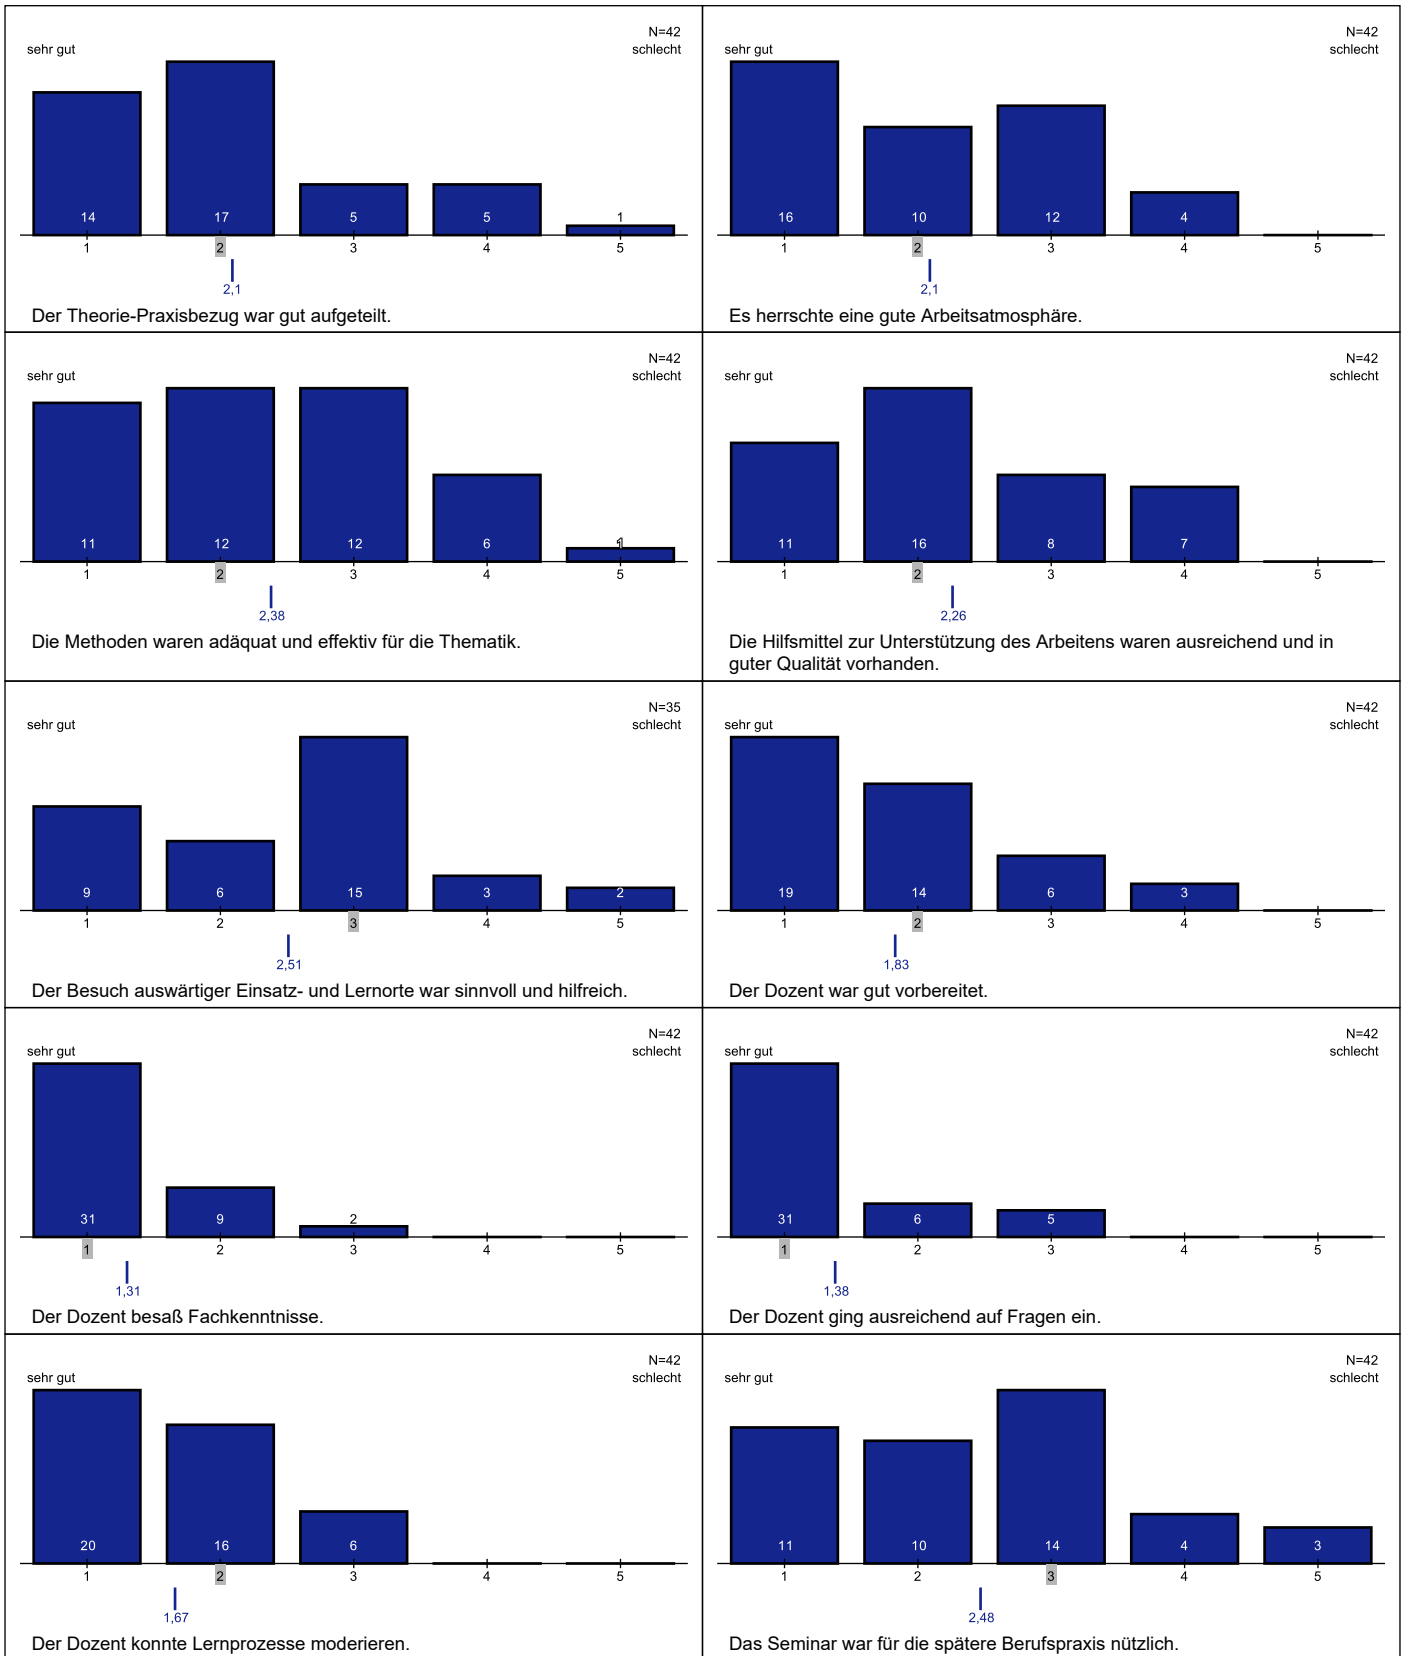 N=42
sehr gut schlecht
14 17 5 5 1
1 2 3 4 5
2,1
Der Theorie-Praxisbezug war gut aufgeteilt.
N=42
sehr gut schlecht
16 10 12 4
1 2 3 4 5
2,1
Es herrschte eine gute Arbeitsatmosphäre.
N=42
sehr gut schlecht
11 12 12 6 1
1 2 3 4 5
2,38
Die Methoden waren adäquat und effektiv für die Thematik.
N=42
sehr gut schlecht
11 16 8 7
1 2 3 4 5
2,26
Die Hilfsmittel zur Unterstützung des Arbeitens waren ausreichend und in
guter Qualität vorhanden.
N=35
sehr gut schlecht
9 6 15 3 2
1 2 3 4 5
2,51
Der Besuch auswärtiger Einsatz- und Lernorte war sinnvoll und hilfreich.
N=42
sehr gut schlecht
19 14 6 3
1 2 3 4 5
1,83
Der Dozent war gut vorbereitet.
N=42
sehr gut schlecht
31 9 2
1 2 3 4 5
1,31
Der Dozent besaß Fachkenntnisse.
N=42
sehr gut schlecht
31 6 5
1 2 3 4 5
1,38
Der Dozent ging ausreichend auf Fragen ein.
N=42
sehr gut schlecht
20 16 6
1 2 3 4 5
1,67
Der Dozent konnte Lernprozesse moderieren.
N=42
sehr gut schlecht
11 10 14 4 3
1 2 3 4 5
2,48
Das Seminar war für die spätere Berufspraxis nützlich.